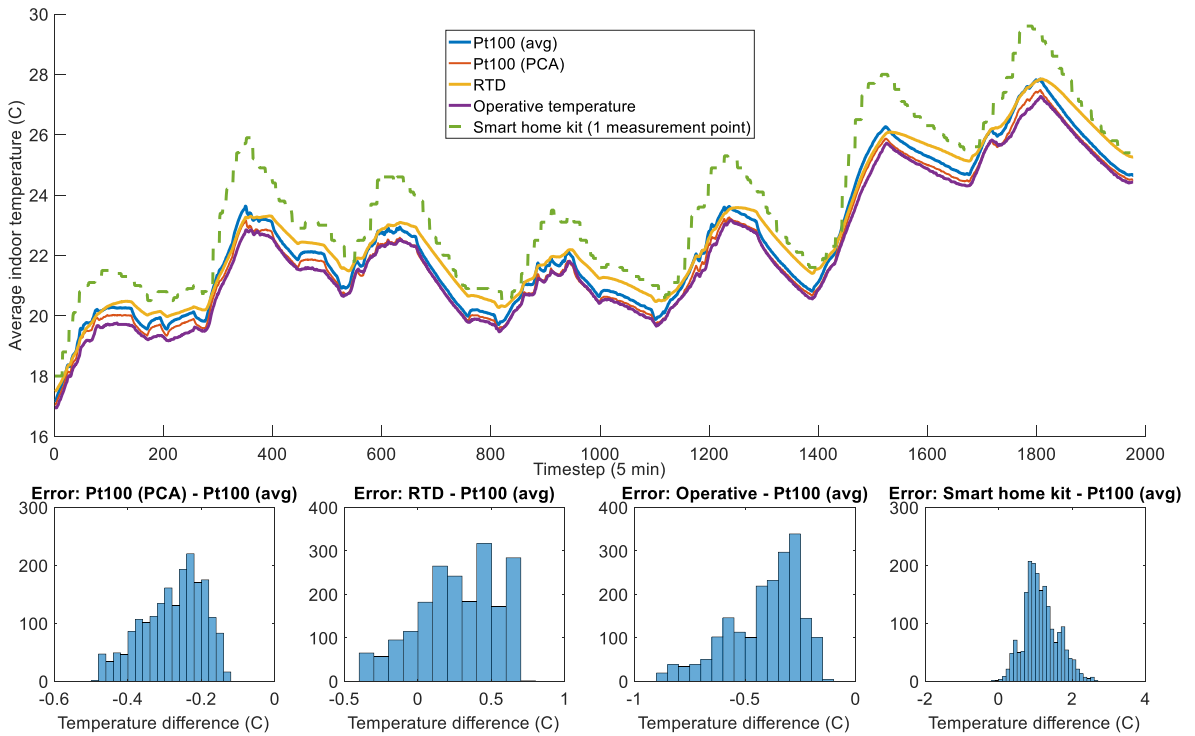 30
28
26
24
22
20
18
16
Average indoor temperature (C)
Pt100 (avg)
Pt100 (PCA)
RTD
Operative temperature
Smart home kit (1 measurement point)
0 200 400 600 800 1000 1200 1400 1600 1800 2000
Timestep (5 min)
Error: Pt100 (PCA) - Pt100 (avg)
300
200
100
0
-0.6 -0.4 -0.2 0
Temperature difference (C)
Error: RTD - Pt100 (avg)
400
300
200
100
0
-0.5 0 0.5 1
Temperature difference (C)
Error: Operative - Pt100 (avg)
400
300
200
100
0
-1 -0.5 0
Temperature difference (C)
Error: Smart home kit - Pt100 (avg)
300
200
100
0
-2 0 2 4
Temperature difference (C)